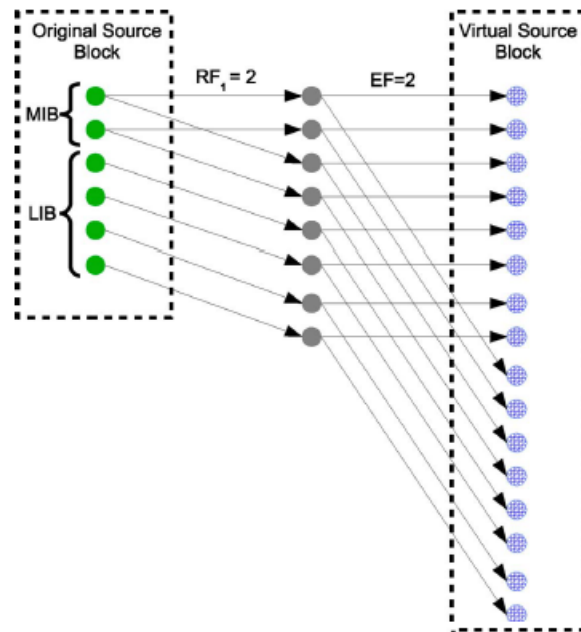 Original Source
Block
Virtual Source
Block
RF₁ = 2
EF=2
MIB
LIB